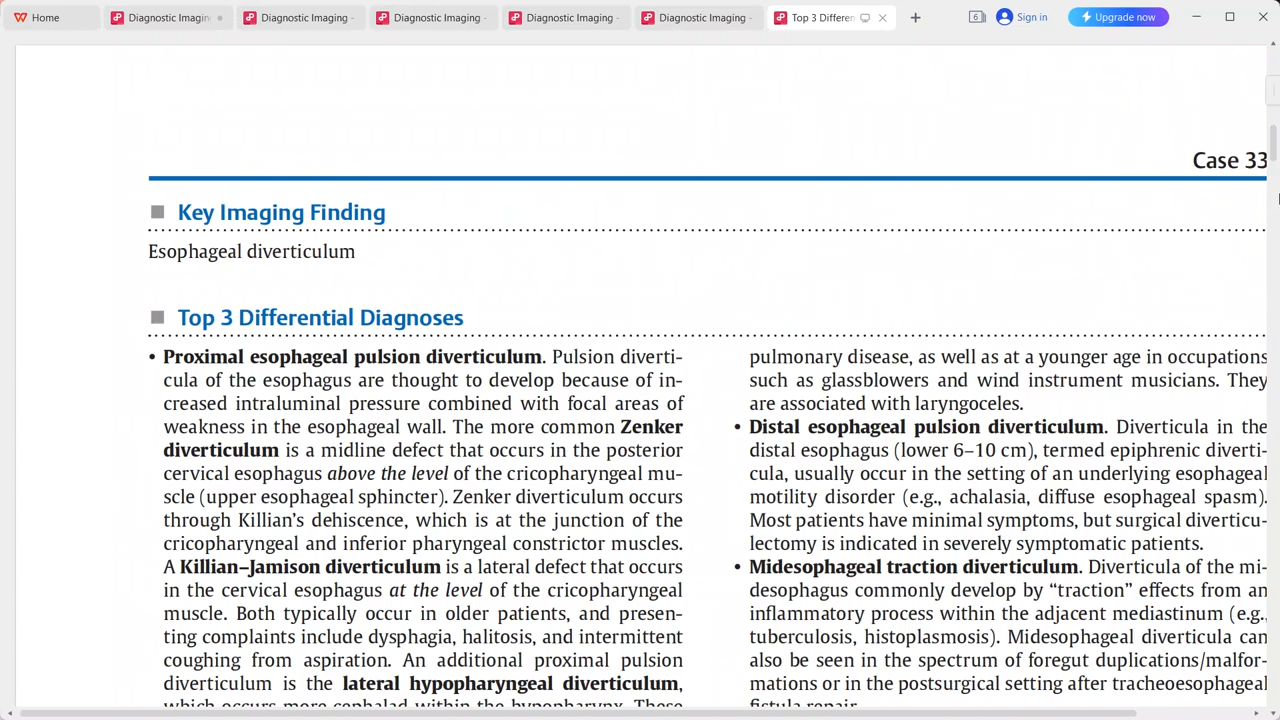 Home
Diagnostic Imaging
Diagnostic Imaging -
Diagnostic Imaging -
Diagnostic Imaging -
Diagnostic Imaging -
Top 3 Differen
6
Sign in
Upgrade now
Case 33
Key Imaging Finding
Esophageal diverticulum
Top 3 Differential Diagnoses
• Proximal esophageal pulsion diverticulum. Pulsion diverti-
cula of the esophagus are thought to develop because of in-
creased intraluminal pressure combined with focal areas of
weakness in the esophageal wall. The more common Zenker
diverticulum is a midline defect that occurs in the posterior
cervical esophagus above the level of the cricopharyngeal mu-
scle (upper esophageal sphincter). Zenker diverticulum occurs
through Killian's dehiscence, which is at the junction of the
cricopharyngeal and inferior pharyngeal constrictor muscles.
A Killian–Jamison diverticulum is a lateral defect that occurs
in the cervical esophagus at the level of the cricopharyngeal
muscle. Both typically occur in older patients, and presen-
ting complaints include dysphagia, halitosis, and intermittent
coughing from aspiration. An additional proximal pulsion
diverticulum is the lateral hypopharyngeal diverticulum,
which occurs more cephalad within the hypopharynx. These
pulmonary disease, as well as at a younger age in occupations
such as glassblowers and wind instrument musicians. They
are associated with laryngoceles.
• Distal esophageal pulsion diverticulum. Diverticula in the
distal esophagus (lower 6–10 cm), termed epiphrenic diverti-
cula, usually occur in the setting of an underlying esophageal
motility disorder (e.g., achalasia, diffuse esophageal spasm).
Most patients have minimal symptoms, but surgical diverticu-
lectomy is indicated in severely symptomatic patients.
• Midesophageal traction diverticulum. Diverticula of the mi-
desophagus commonly develop by "traction" effects from an
inflammatory process within the adjacent mediastinum (e.g.,
tuberculosis, histoplasmosis). Midesophageal diverticula can
also be seen in the spectrum of foregut duplications/malfor-
mations or in the postsurgical setting after tracheoesophageal
fistula repair.